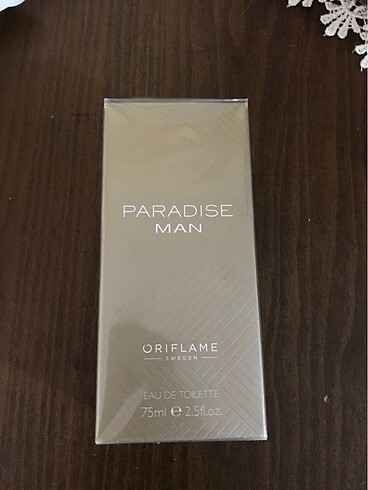 PARADISE
MAN
ORIFLAME
SWEDEN
EAU DE TOILETTE
75ml ℮ 2.5fl.oz.